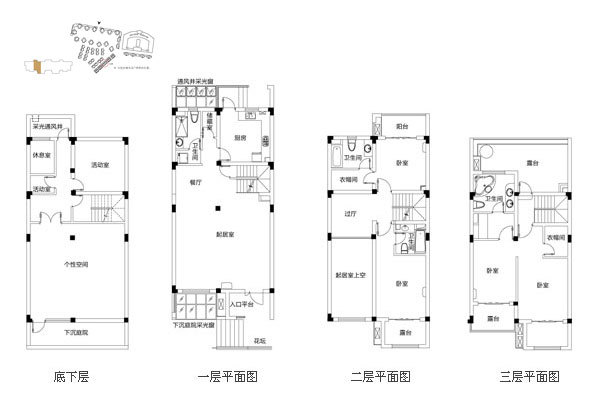 采光通风井
休息室
活动室
活动室
个性空间
下沉庭院
底下层
通风井采光窗
储藏室
卫生间
厨房
餐厅
起居室
入口平台
下沉庭院采光窗
花坛
一层平面图
阳台
卫生间
卧室
衣帽间
过厅
卫生间
起居室上空
卧室
露台
二层平面图
露台
卫生间
衣帽间
卧室
卧室
露台
三层平面图